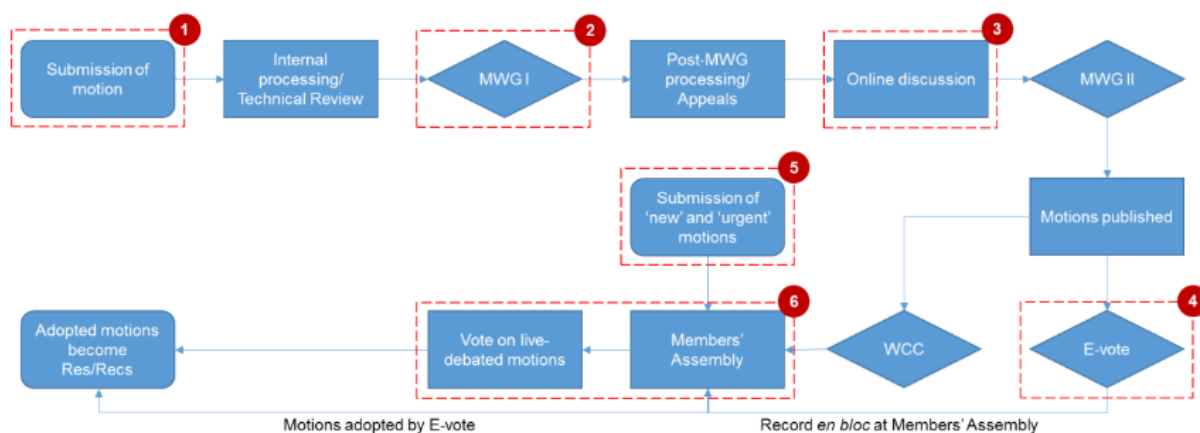 1
Submission of
motion
Internal
processing/
Technical Review
2
MWG I
Post-MWG
processing/
Appeals
3
Online discussion
MWG II
5
Submission of
‘new’ and ‘urgent’
motions
Motions published
6
Adopted motions
become
Res/Recs
Vote on live-
debated motions
Members’
Assembly
WCC
4
E-vote
Motions adopted by E-vote
Record en bloc at Members’ Assembly